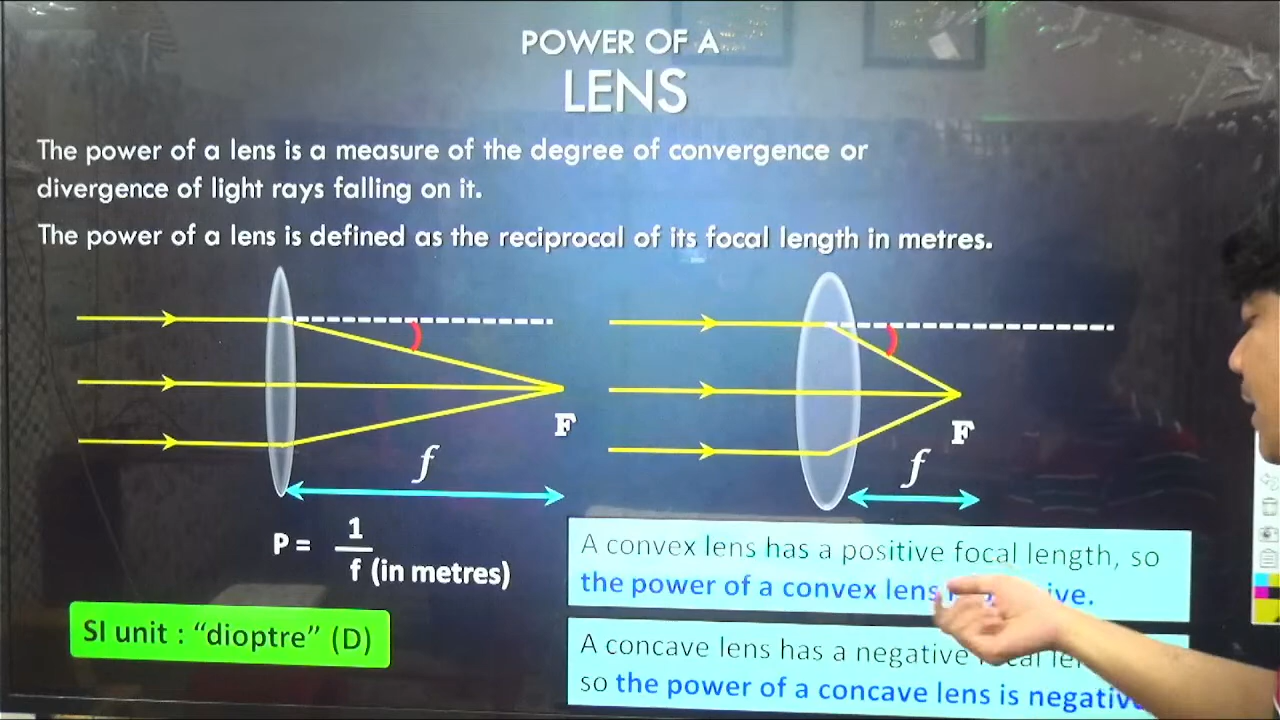 POWER OF A
LENS
The power of a lens is a measure of the degree of convergence or
divergence of light rays falling on it.
The power of a lens is defined as the reciprocal of its focal length in metres.
F
f
F
f
P = 1
f (in metres)
SI unit : “dioptre” (D)
A convex lens has a positive focal length, so
the power of a convex lens
A concave lens has a negative
so the power of a concave lens is negative